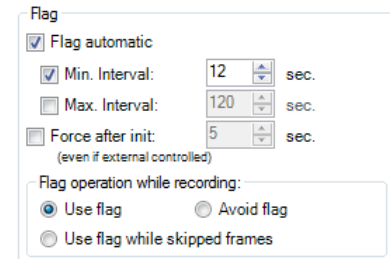 Flag
Flag automatic
Min. Interval: 12 sec.
Max. Interval: 120 sec.
Force after init: 5 sec.
(even if external controlled)
Flag operation while recording:
Use flag Avoid flag
Use flag while skipped frames